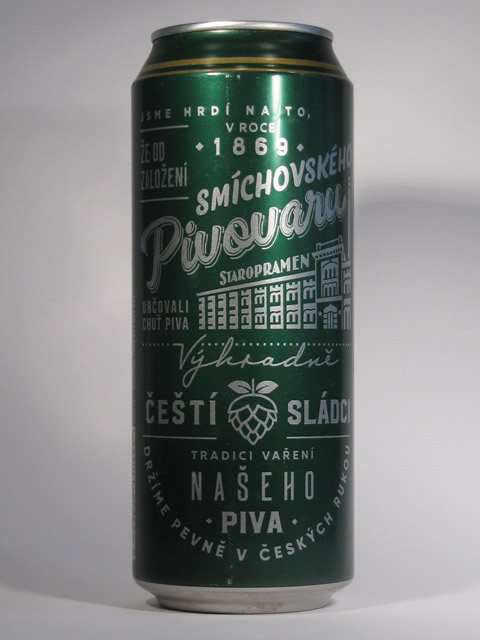 JSME HRDÍ NA TO,
ŽE OD
ZALOŽENÍ
V ROCE
1869
SMÍCHOVSKÉHO
Pivovaru
STAROPRAMEN
URČOVALI
CHUŤ PIVA
Výhradně
ČEŠTÍ SLÁDCI
TRADICI VAŘENÍ
NAŠEHO
PIVA
DRŽÍME PEVNĚ V ČESKÝCH RUKOU